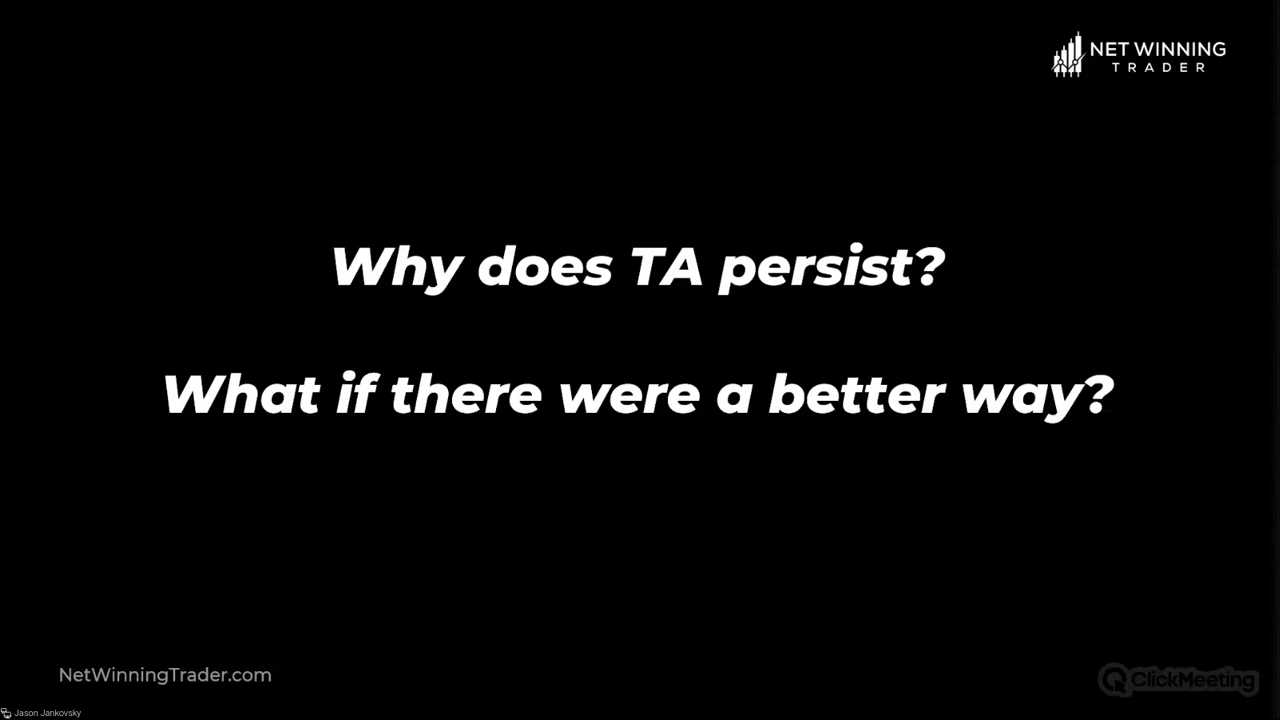 NET WINNING
TRADER
Why does TA persist?
What if there were a better way?
NetWinningTrader.com
ClickMeeting
Jason Jankovsky